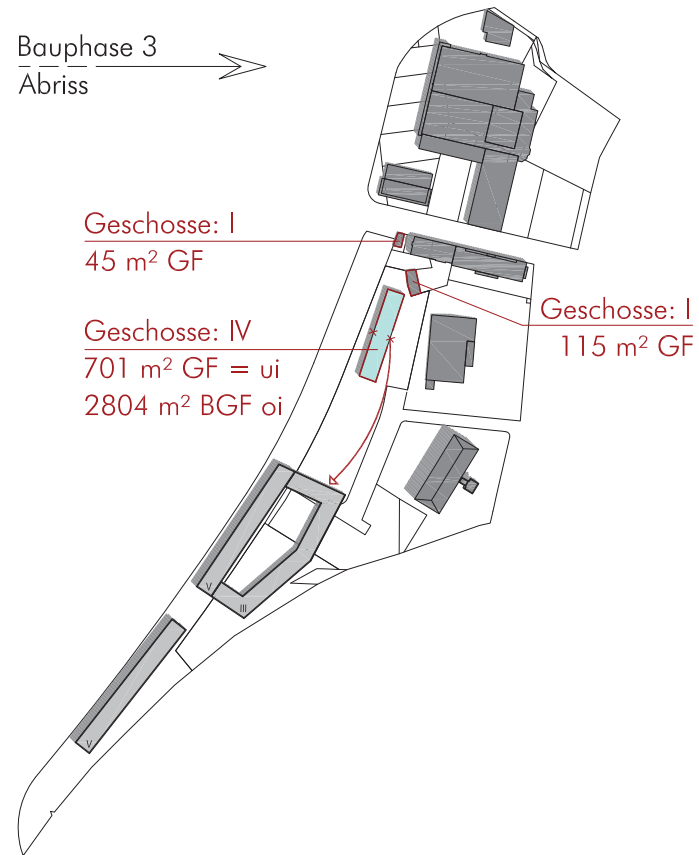 Bauphase 3
Abriss
Geschosse: I
45 m² GF
Geschosse: I
115 m² GF
Geschosse: IV
701 m² GF = ui
2804 m² BGF oi
V
III
V